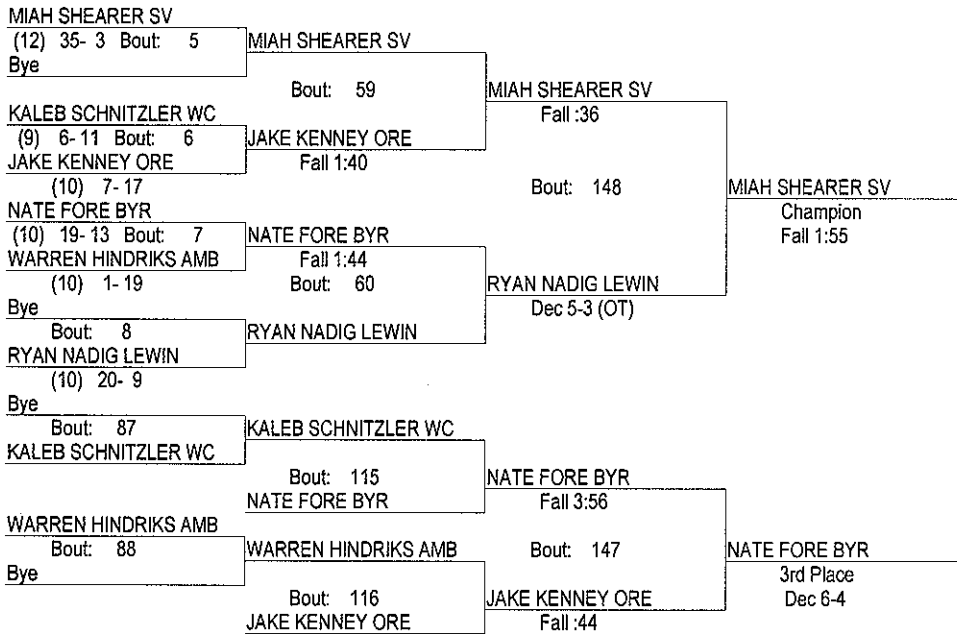 MIAH SHEARER SV
(12) 35- 3 Bout: 5
Bye
MIAH SHEARER SV
Bout: 59
KALEB SCHNITZLER WC
(9) 6- 11 Bout: 6
JAKE KENNEY ORE
(10) 7- 17
JAKE KENNEY ORE
Fall 1:40
MIAH SHEARER SV
Fall :36
Bout: 148
NATE FORE BYR
(10) 19- 13 Bout: 7
WARREN HINDRIKS AMB
(10) 1- 19
NATE FORE BYR
Fall 1:44
Bout: 60
Bye
Bout: 8
RYAN NADIG LEWIN
(10) 20- 9
RYAN NADIG LEWIN
RYAN NADIG LEWIN
Dec 5-3 (OT)
MIAH SHEARER SV
Champion
Fall 1:55
Bye
Bout: 87
KALEB SCHNITZLER WC
KALEB SCHNITZLER WC
Bout: 115
NATE FORE BYR
NATE FORE BYR
Fall 3:56
WARREN HINDRIKS AMB
Bout: 88
Bye
WARREN HINDRIKS AMB
Bout: 116
JAKE KENNEY ORE
Bout: 147
JAKE KENNEY ORE
Fall :44
NATE FORE BYR
3rd Place
Dec 6-4